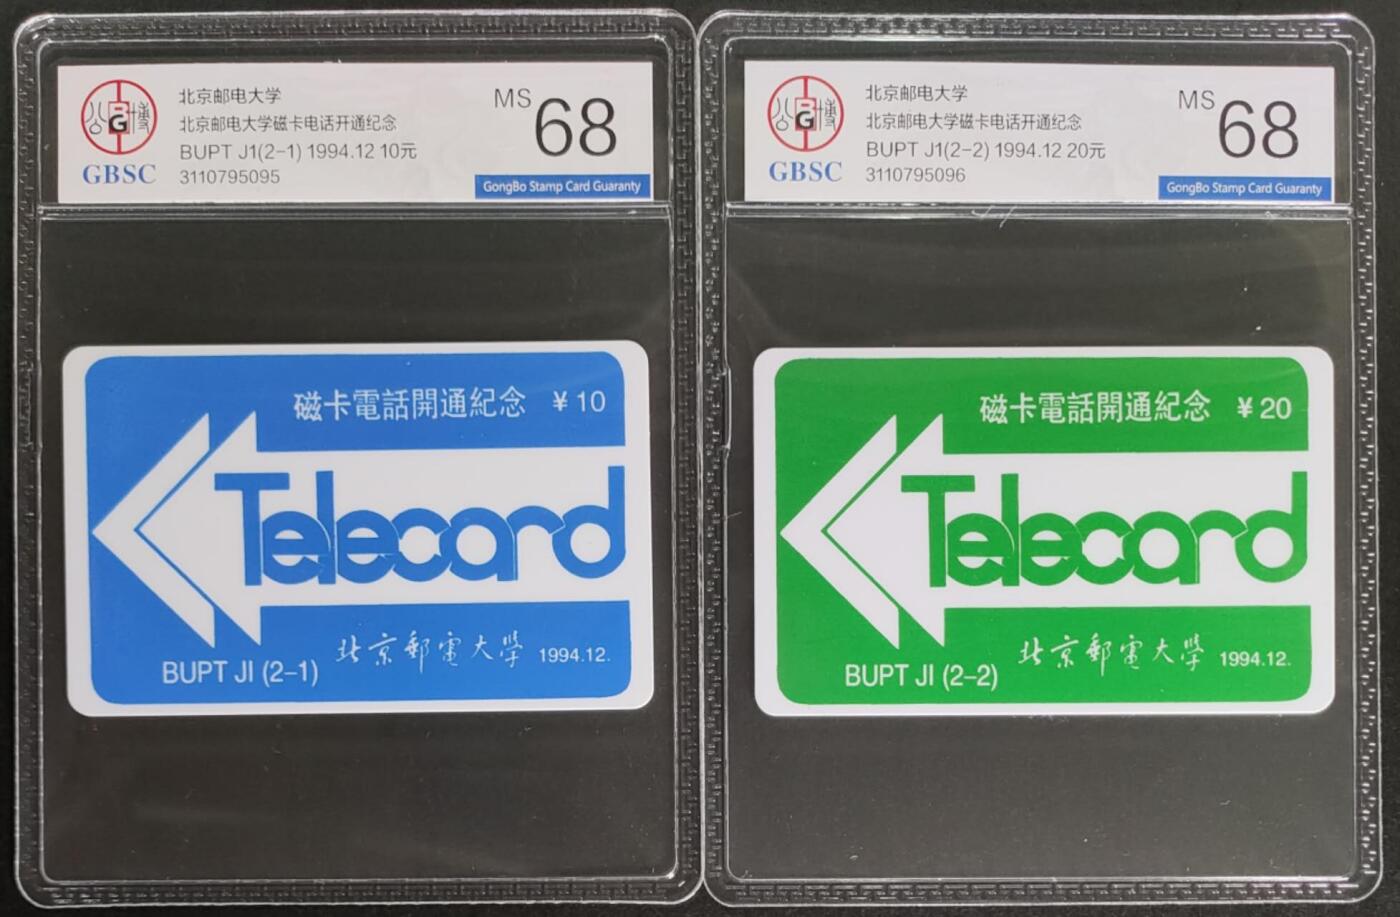 公博
BG
GBSC
北京邮电大学
北京邮电大学磁卡电话开通纪念
BUPT J1(2-1) 1994.12 10元
3110795095
MS 68
GongBo Stamp Card Guaranty
磁卡電話開通紀念 ¥10
Telecard
BUPT JI (2-1) 北京郵電大學 1994.12.
公博
BG
GBSC
北京邮电大学
北京邮电大学磁卡电话开通纪念
BUPT J1(2-2) 1994.12 20元
3110795096
MS 68
GongBo Stamp Card Guaranty
磁卡電話開通紀念 ¥20
Telecard
BUPT JI (2-2) 北京郵電大學 1994.12.